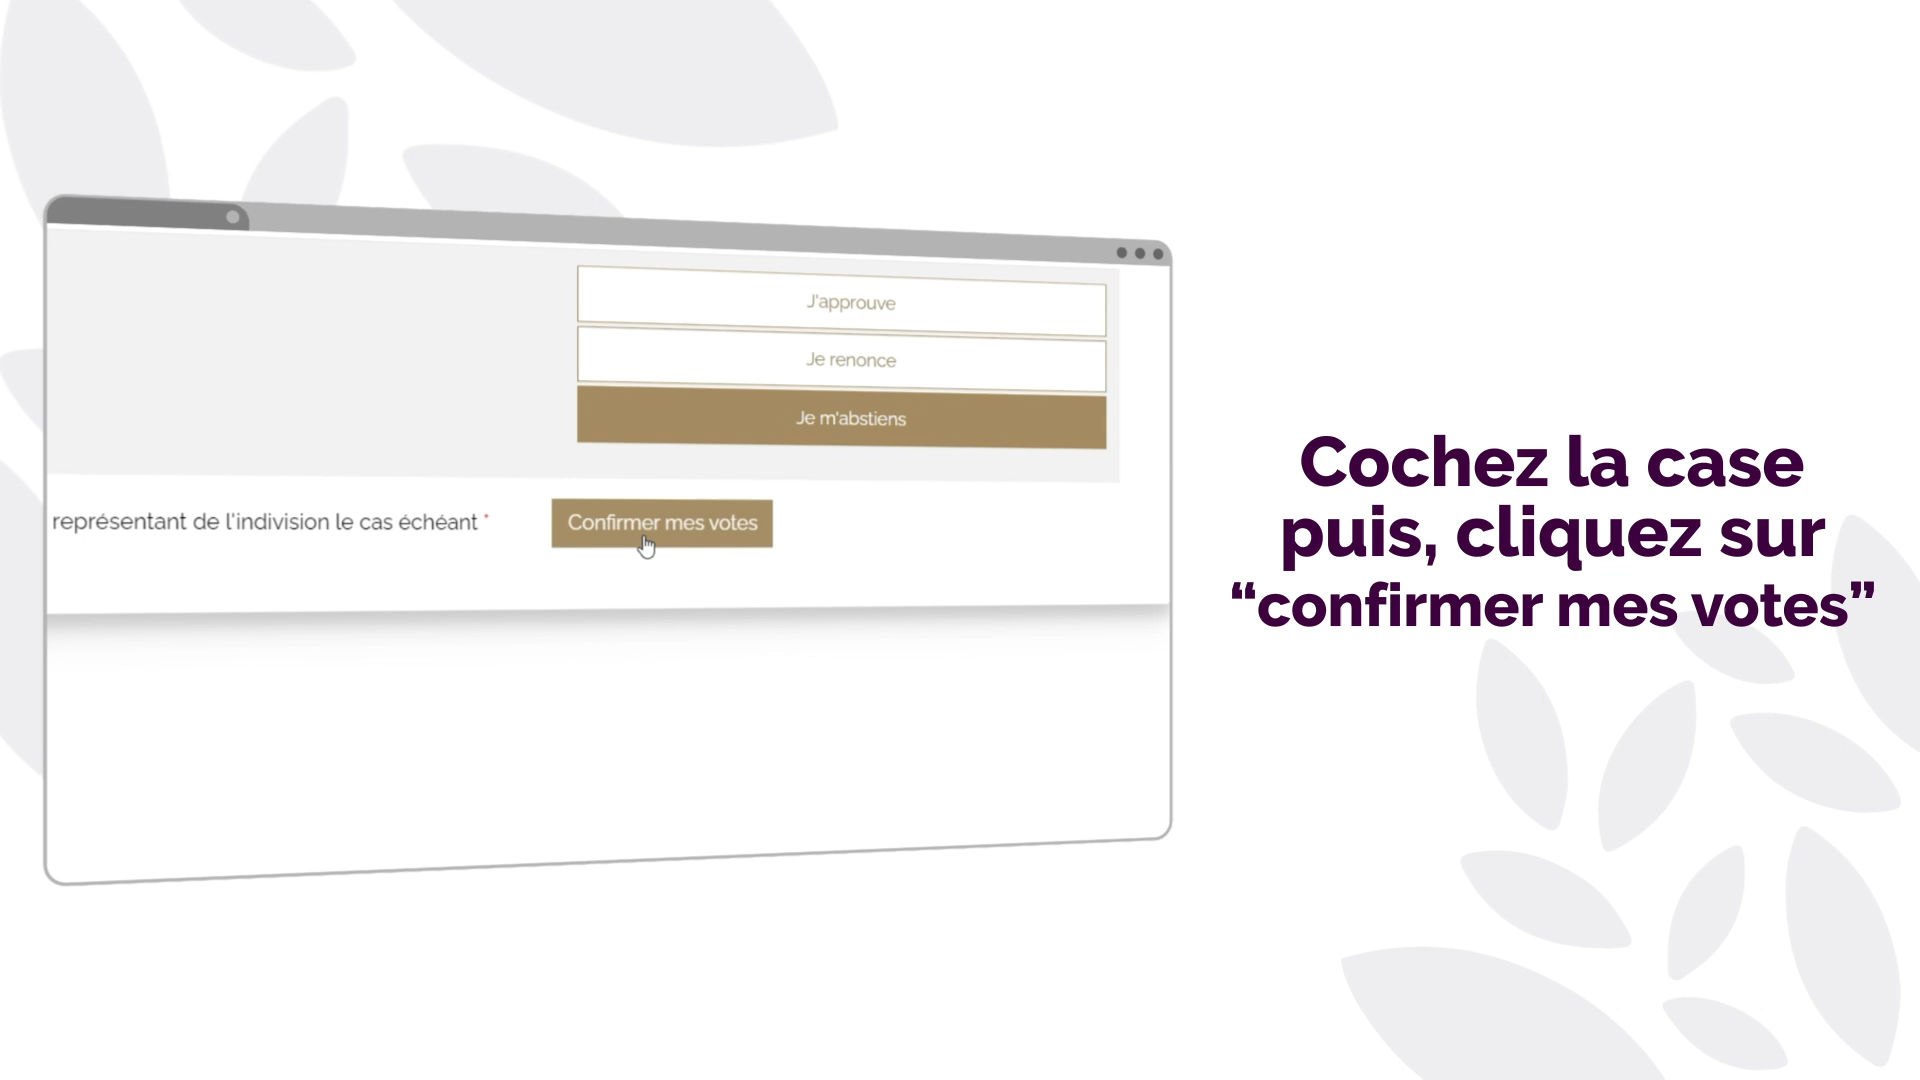 J'approuve
Je renonce
Je m'abstiens
représentant de l'indivision le cas échéant *
Confirmer mes votes
Cochez la case
puis, cliquez sur
“confirmer mes votes”